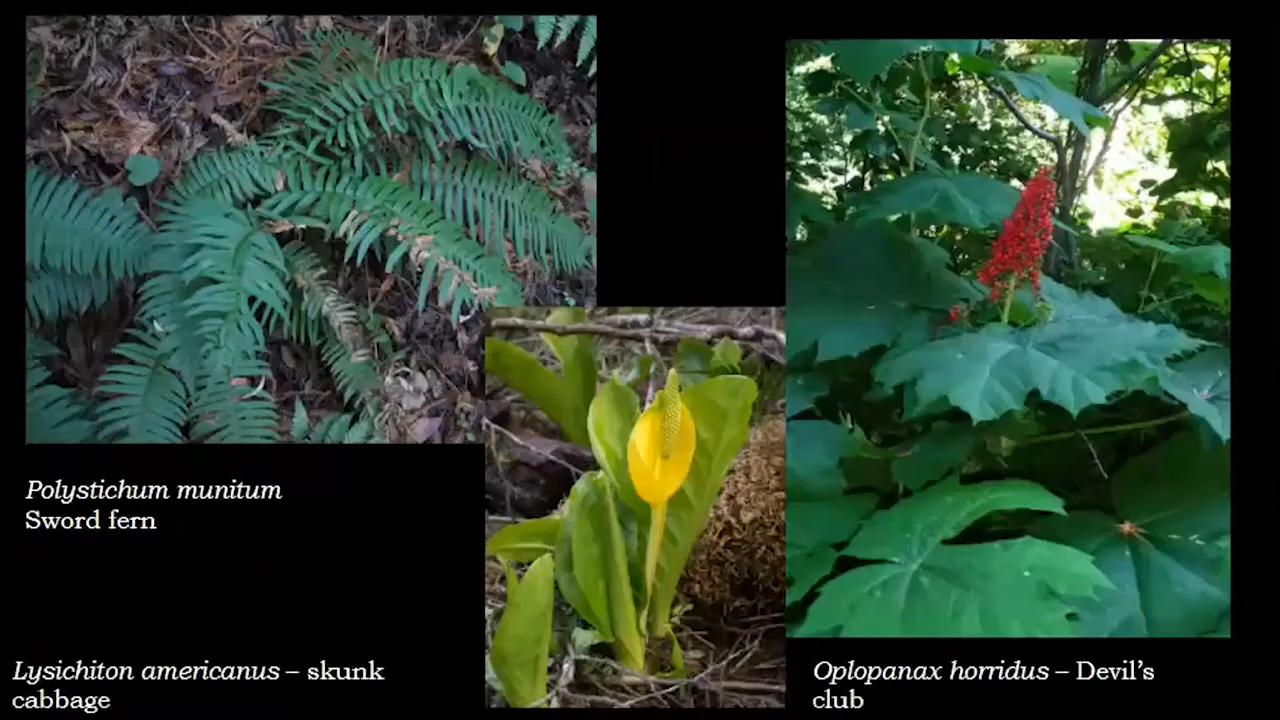 Polystichum munitum
Sword fern
Lysichiton americanus – skunk
cabbage
Oplopanax horridus – Devil’s
club